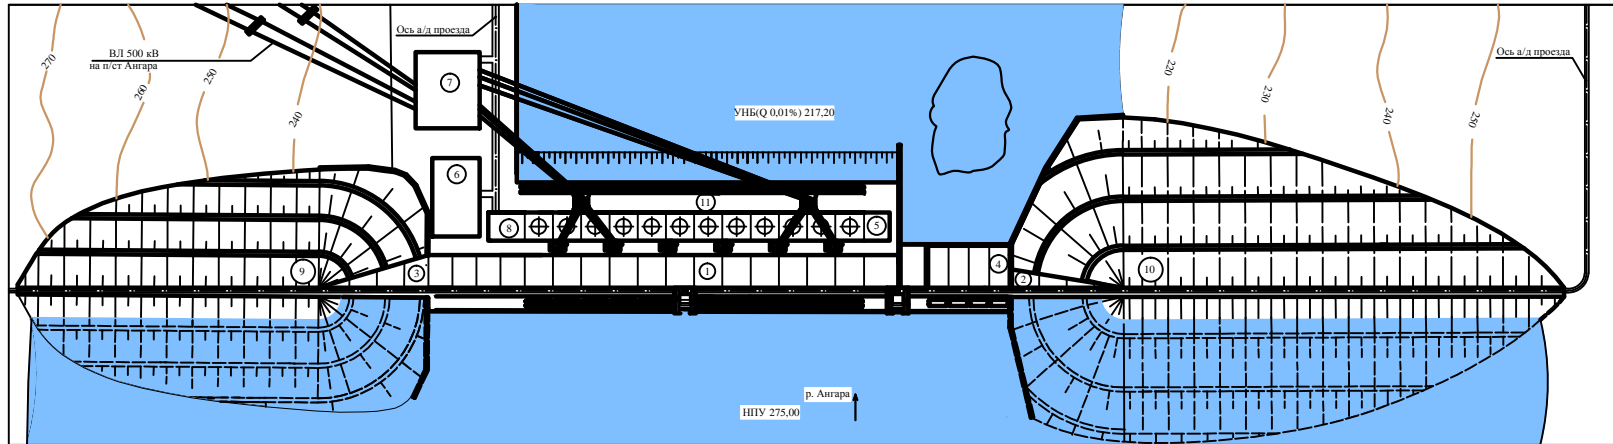 Ось а/д проезда
ВЛ 500 кВ
на п/ст Ангара
270
260
250
240
7
УНБ(Q 0,01%) 217,20
220
230
240
250
Ось а/д проезда
6
11
8
5
9
3
1
4
2
10
р. Ангара
НПУ 275,00